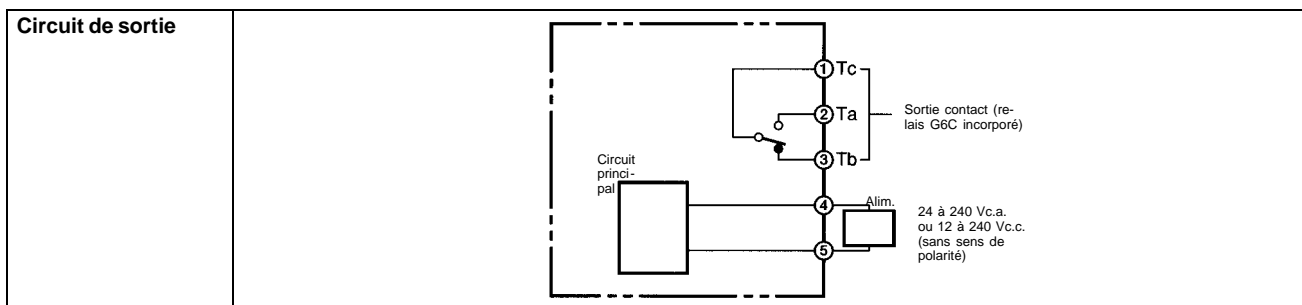 Circuit de sortie
1 Tc
2 Ta
Sortie contact (re-
lais G6C incorporé)
3 Tb
Circuit
princi-
pal
4
Alim.
24 à 240 Vc.a.
ou 12 à 240 Vc.c.
(sans sens de
polarité)
5